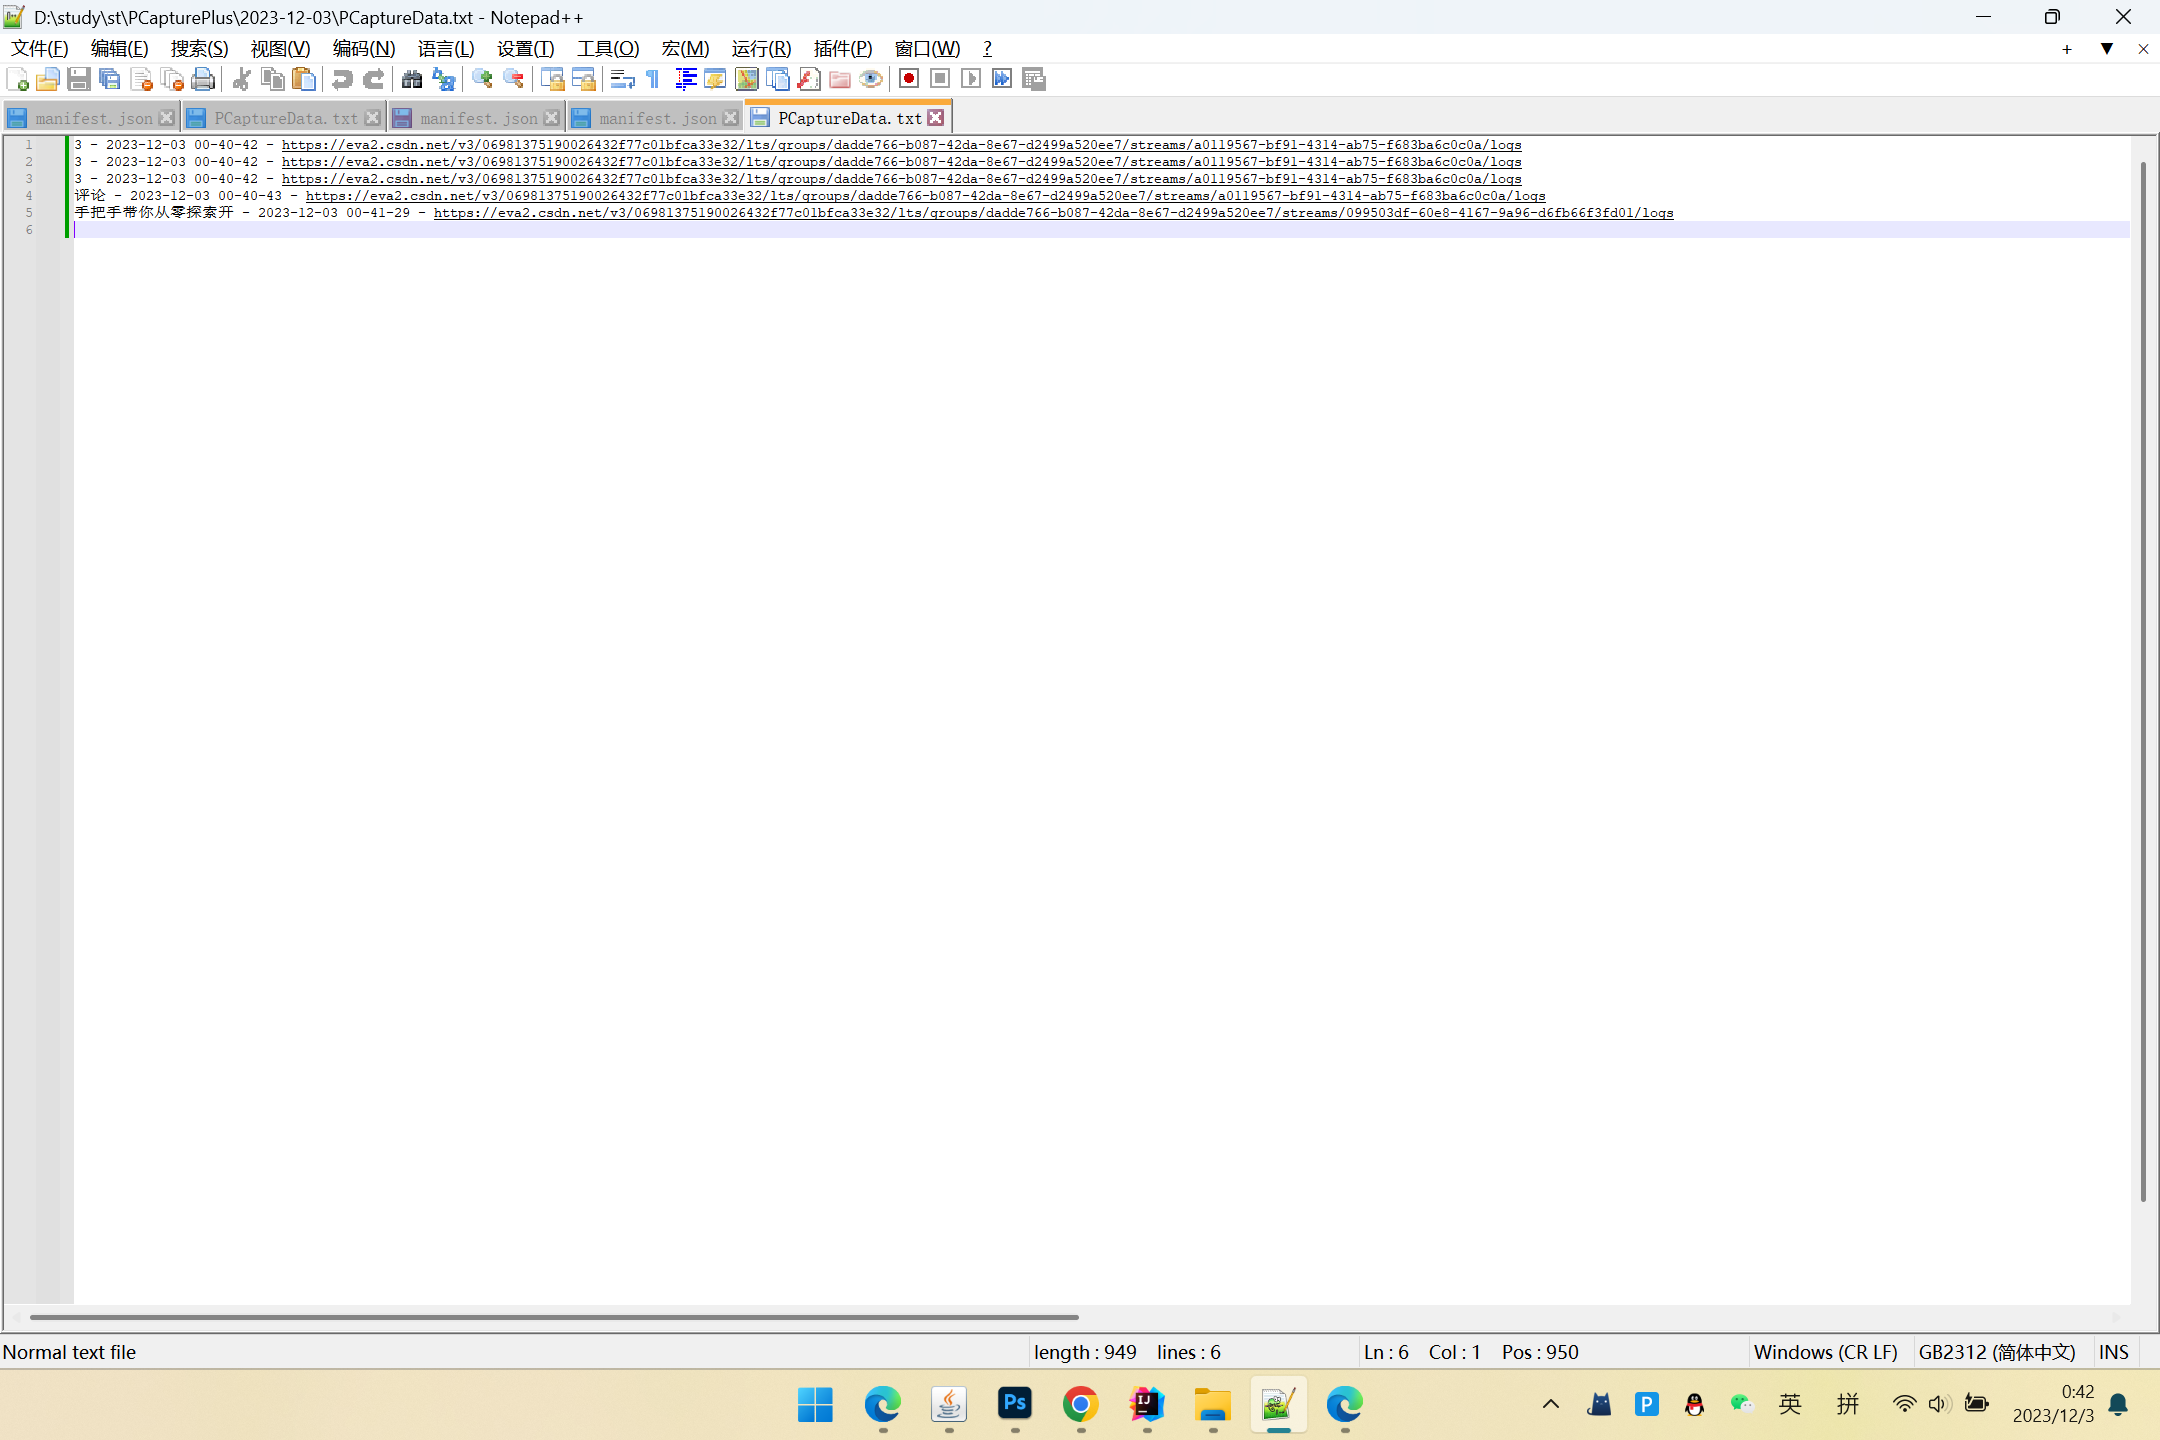 D:\study\st\PCapturePlus\2023-12-03\PCaptureData.txt - Notepad++
文件(F) 编辑(E) 搜索(S) 视图(V) 编码(N) 语言(L) 设置(T) 工具(O) 宏(M) 运行(R) 插件(P) 窗口(W) ?
manifest.json PCaptureData.txt manifest.json manifest.json PCaptureData.txt
1 3 - 2023-12-03 00-40-42 - https://eva2.csdn.net/v3/06981375190026432f77c01bfca33e32/lts/groups/dadde766-b087-42da-8e67-d2499a520ee7/streams/a0119567-bf91-4314-ab75-f683ba6c0c0a/logs
2 3 - 2023-12-03 00-40-42 - https://eva2.csdn.net/v3/06981375190026432f77c01bfca33e32/lts/groups/dadde766-b087-42da-8e67-d2499a520ee7/streams/a0119567-bf91-4314-ab75-f683ba6c0c0a/logs
3 3 - 2023-12-03 00-40-42 - https://eva2.csdn.net/v3/06981375190026432f77c01bfca33e32/lts/groups/dadde766-b087-42da-8e67-d2499a520ee7/streams/a0119567-bf91-4314-ab75-f683ba6c0c0a/logs
4 评论 - 2023-12-03 00-40-43 - https://eva2.csdn.net/v3/06981375190026432f77c01bfca33e32/lts/groups/dadde766-b087-42da-8e67-d2499a520ee7/streams/a0119567-bf91-4314-ab75-f683ba6c0c0a/logs
5 手把手带你从零探索开 - 2023-12-03 00-41-29 - https://eva2.csdn.net/v3/06981375190026432f77c01bfca33e32/lts/groups/dadde766-b087-42da-8e67-d2499a520ee7/streams/099503df-60e8-4167-9a96-d6fb66f3fd01/logs
6
Normal text file length : 949 lines : 6 Ln : 6 Col : 1 Pos : 950 Windows (CR LF) GB2312 (简体中文) INS
Ps IJ P 英 拼 0:42
2023/12/3